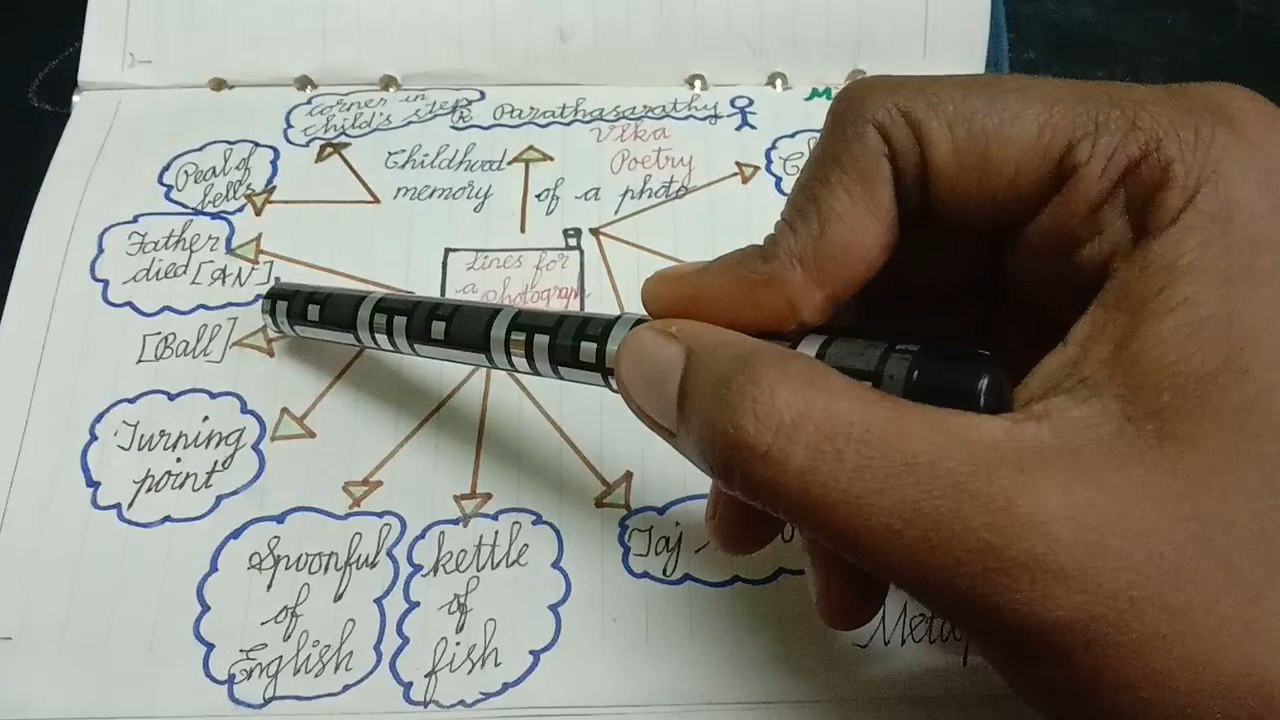 corner in
child's step
R Parathasarathy
Peal of
bells
Childhood
memory
of a photo
Poetry
Father
died [AN]
Lines for
a photograph
[Ball]
Turning
point
Spoonful
of
English
kettle
of
fish
Taj